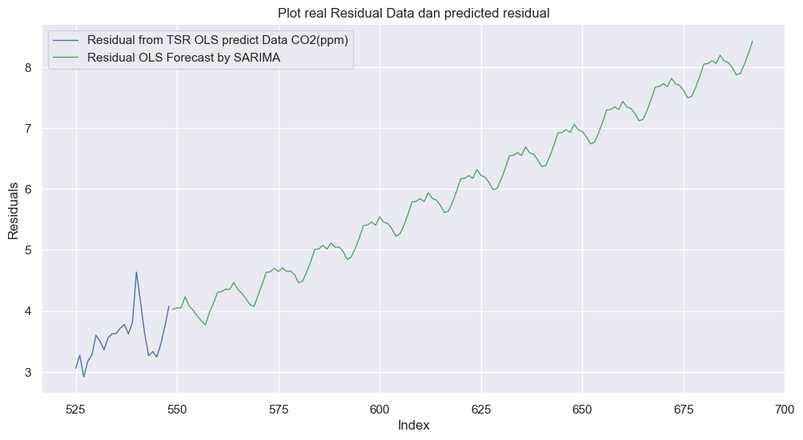 Plot real Residual Data dan predicted residual
Residual from TSR OLS predict Data CO2(ppm)
Residual OLS Forecast by SARIMA
8
7
6
5
4
3
Residuals
525 550 575 600 625 650 675 700
Index